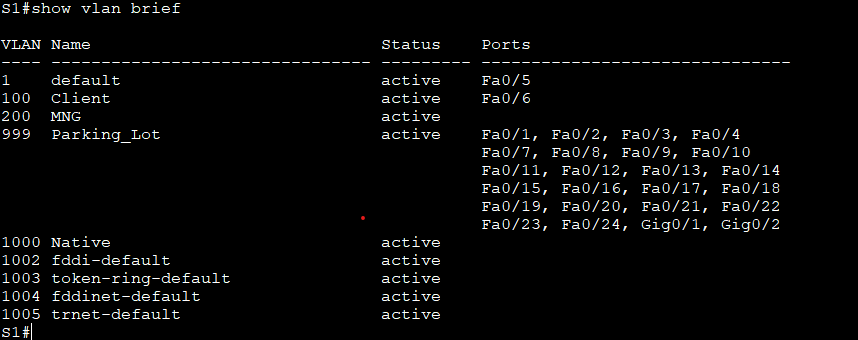 S1#show vlan brief
VLAN Name                             Status    Ports
---- -------------------------------- --------- -------------------------------
1    default                          active    Fa0/5
100  Client                           active    Fa0/6
200  MNG                              active
999  Parking_Lot                      active    Fa0/1, Fa0/2, Fa0/3, Fa0/4
                                                Fa0/7, Fa0/8, Fa0/9, Fa0/10
                                                Fa0/11, Fa0/12, Fa0/13, Fa0/14
                                                Fa0/15, Fa0/16, Fa0/17, Fa0/18
                                                Fa0/19, Fa0/20, Fa0/21, Fa0/22
                                                Fa0/23, Fa0/24, Gig0/1, Gig0/2
1000 Native                           active
1002 fddi-default                     active
1003 token-ring-default               active
1004 fddinet-default                  active
1005 trnet-default                    active
S1#